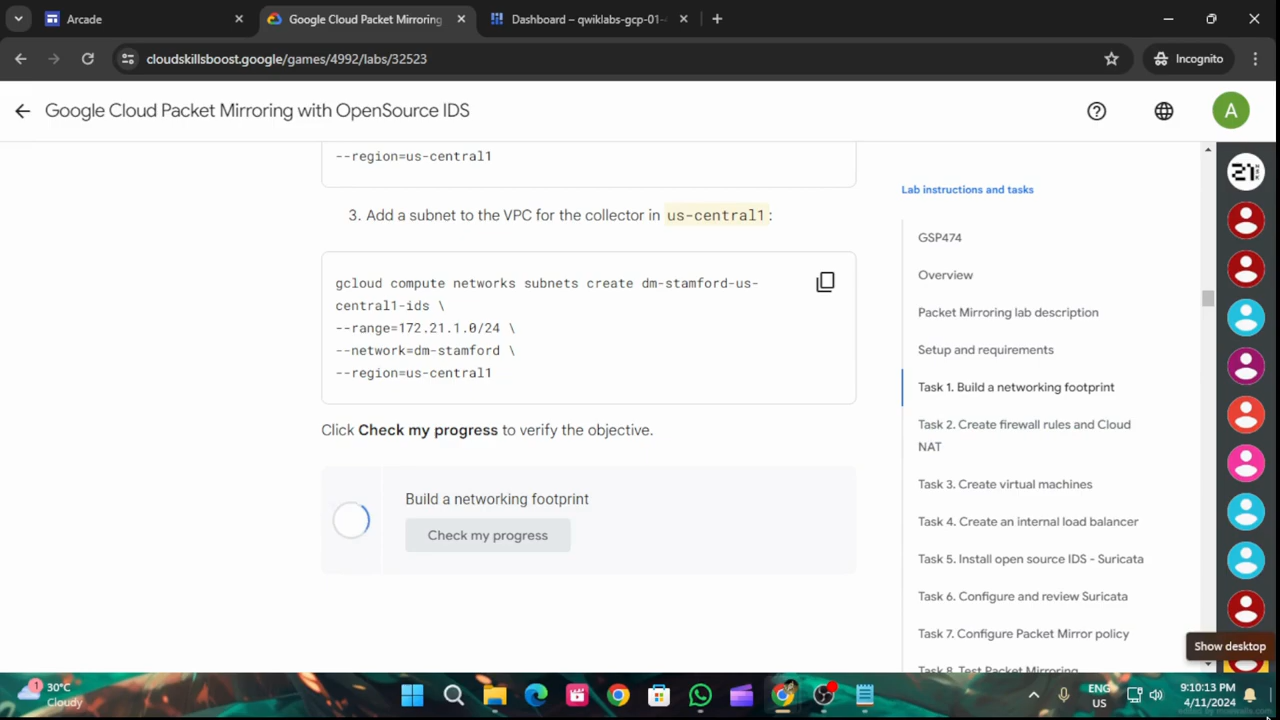 Arcade
Google Cloud Packet Mirroring
Dashboard – qwiklabs-gcp-01-
cloudskillsboost.google/games/4992/labs/32523
Incognito
Google Cloud Packet Mirroring with OpenSource IDS
A
--region=us-central1
3. Add a subnet to the VPC for the collector in us-central1:
gcloud compute networks subnets create dm-stamford-us-
central1-ids \
--range=172.21.1.0/24 \
--network=dm-stamford \
--region=us-central1
Click Check my progress to verify the objective.
Build a networking footprint
Check my progress
Lab instructions and tasks
GSP474
Overview
Packet Mirroring lab description
Setup and requirements
Task 1. Build a networking footprint
Task 2. Create firewall rules and Cloud
NAT
Task 3. Create virtual machines
Task 4. Create an internal load balancer
Task 5. Install open source IDS - Suricata
Task 6. Configure and review Suricata
Task 7. Configure Packet Mirror policy
Task 8. Test Packet Mirroring
21
Show desktop
1
30°C
Cloudy
ENG
US
9:10:13 PM
4/11/2024